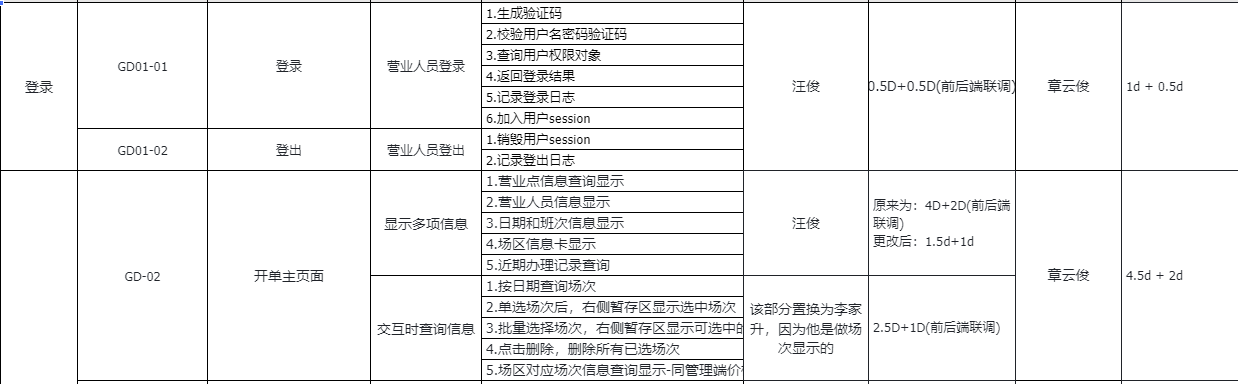 登录
GD01-01
登录
营业人员登录
1.生成验证码
2.校验用户名密码验证码
3.查询用户权限对象
4.返回登录结果
5.记录登录日志
6.加入用户session
汪俊
0.5D+0.5D(前后端联调)
章云俊
1d + 0.5d
GD01-02
登出
营业人员登出
1.销毁用户session
2.记录登出日志
GD-02
开单主页面
显示多项信息
1.营业点信息查询显示
2.营业人员信息显示
3.日期和班次信息显示
4.场区信息卡显示
5.近期办理记录查询
汪俊
原来为：4D+2D(前后端
联调)
更改后：1.5d+1d
章云俊
4.5d + 2d
交互时查询信息
1.按日期查询场次
2.单选场次后，右侧暂存区显示选中场次
3.批量选择场次，右侧暂存区显示可选中的
4.点击删除，删除所有已选场次
5.场区对应场次信息查询显示-同管理端价
该部分置换为李家
升，因为他是做场
次显示的
2.5D+1D(前后端联调)